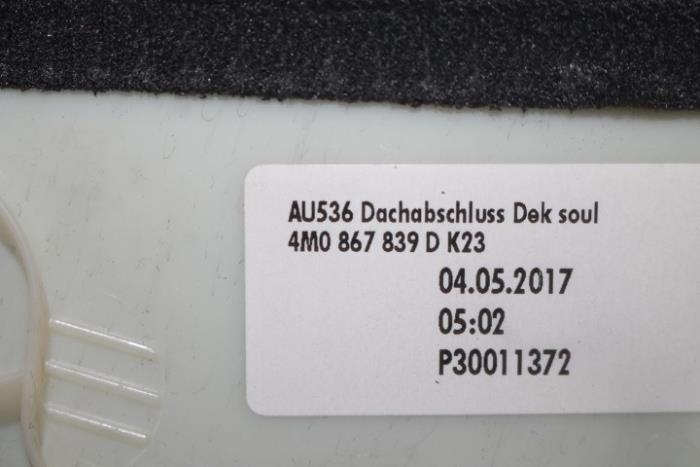 AU536 Dachabschluss Dek soul
4M0 867 839 D K23
04.05.2017
05:02
P30011372